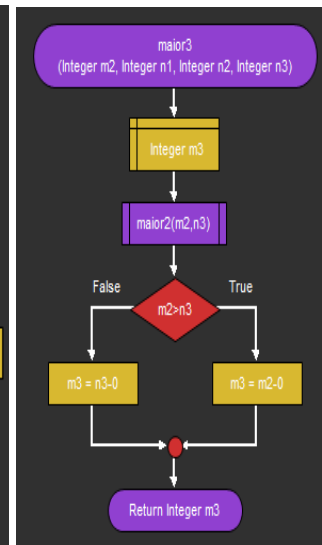 maior3
(Integer m2, Integer n1, Integer n2, Integer n3)
Integer m3
maior2(m2,n3)
False
True
m2>n3
m3 = n3-0
m3 = m2-0
Return Integer m3